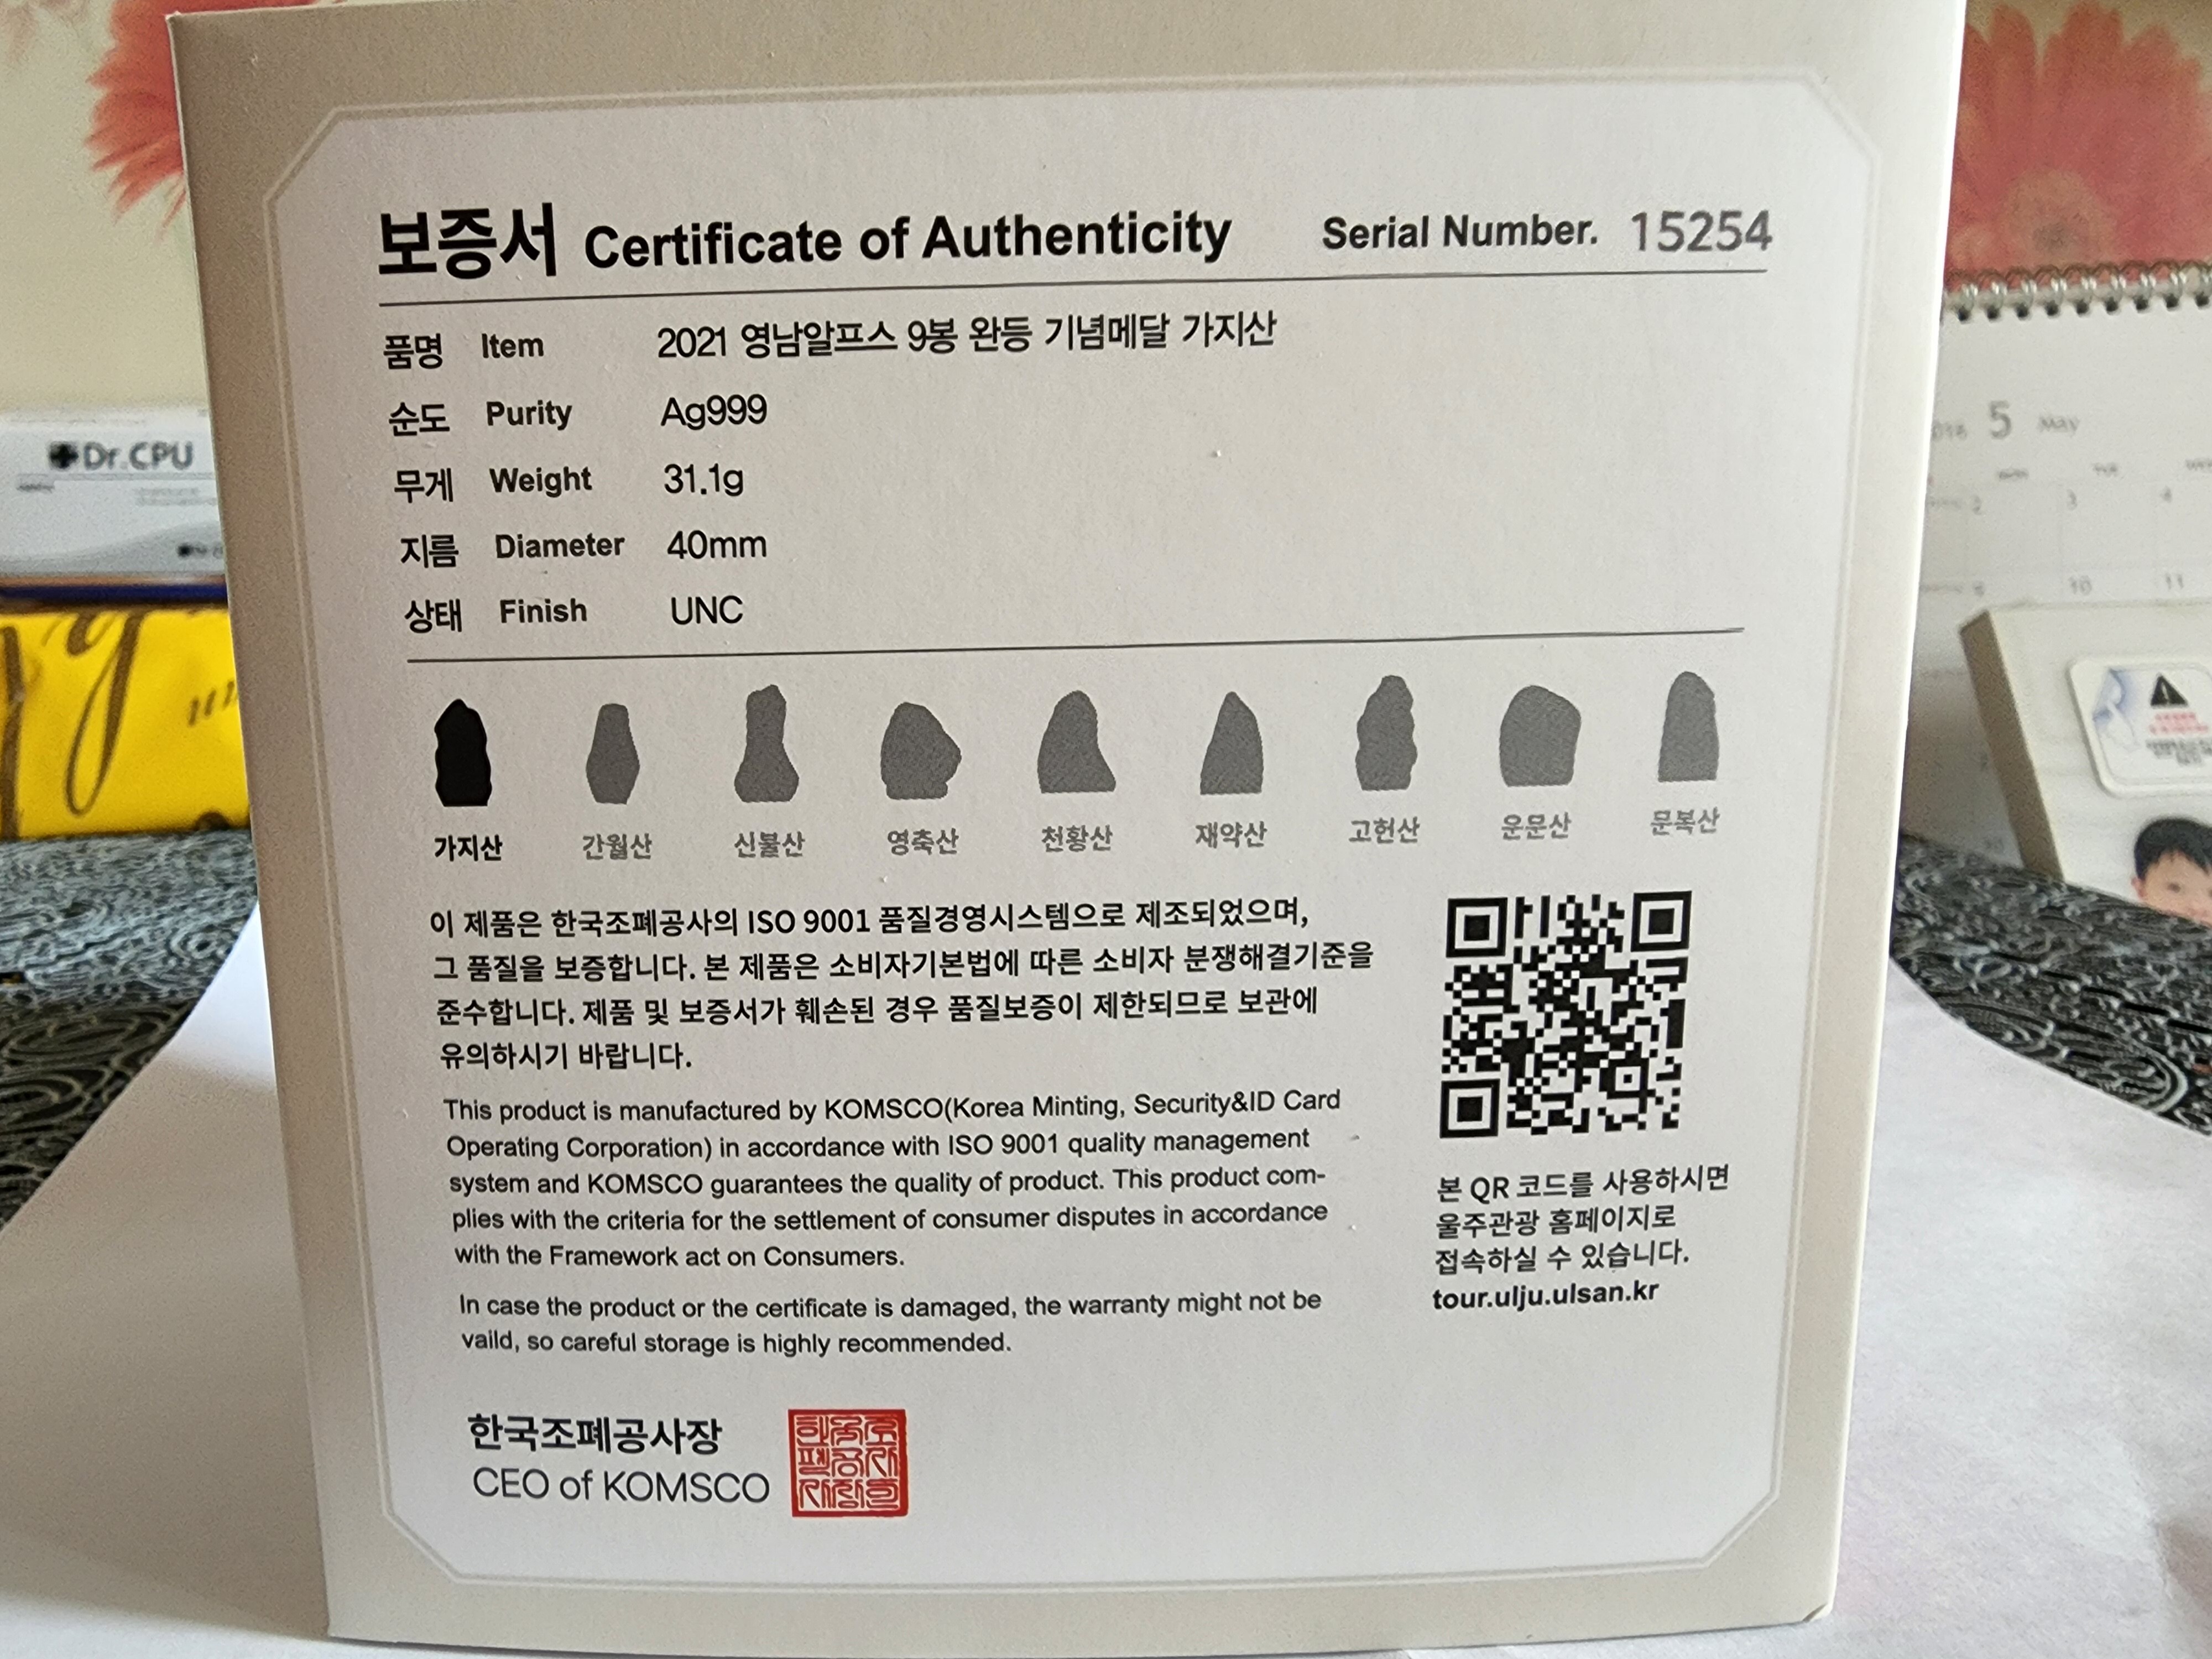 보증서 Certificate of Authenticity Serial Number. 15254
품명 Item 2021 영남알프스 9봉 완등 기념메달 가지산
순도 Purity Ag999
무게 Weight 31.1g
지름 Diameter 40mm
상태 Finish UNC
가지산 간월산 신불산 영축산 천황산 재약산 고헌산 운문산 문복산
이 제품은 한국조폐공사의 ISO 9001 품질경영시스템으로 제조되었으며,
그 품질을 보증합니다. 본 제품은 소비자기본법에 따른 소비자 분쟁해결기준을
준수합니다. 제품 및 보증서가 훼손된 경우 품질보증이 제한되므로 보관에
유의하시기 바랍니다.
This product is manufactured by KOMSCO(Korea Minting, Security&ID Card
Operating Corporation) in accordance with ISO 9001 quality management
system and KOMSCO guarantees the quality of product. This product com-
plies with the criteria for the settlement of consumer disputes in accordance
with the Framework act on Consumers.
In case the product or the certificate is damaged, the warranty might not be
vaild, so careful storage is highly recommended.
본 QR 코드를 사용하시면
울주관광 홈페이지로
접속하실 수 있습니다.
tour.ulju.ulsan.kr
한국조폐공사장
CEO of KOMSCO
Dr.CPU
5 May
2 3 4
9 10 11